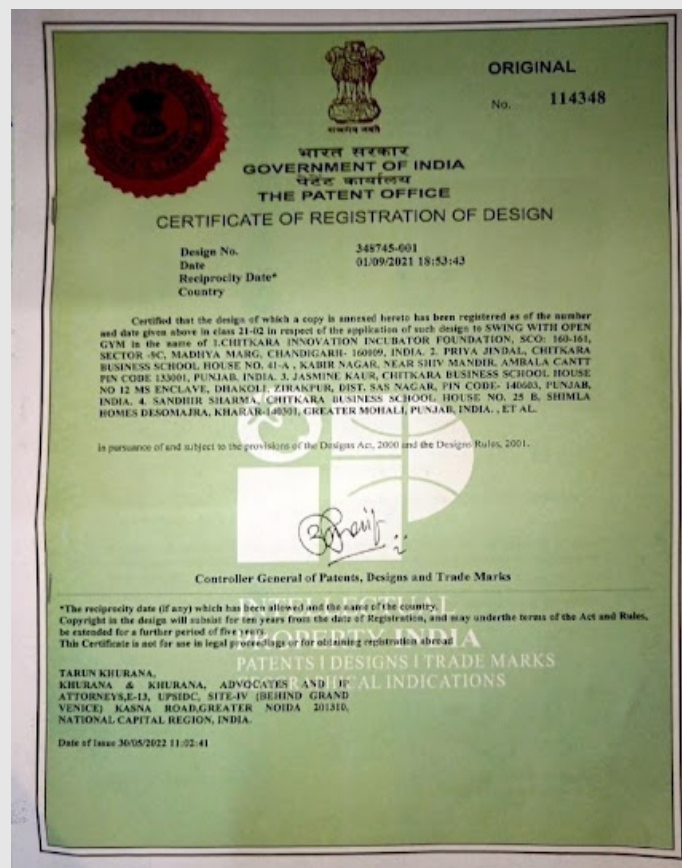 ORIGINAL
No. 114348
भारत सरकार
GOVERNMENT OF INDIA
पेटेंट कार्यालय
THE PATENT OFFICE
CERTIFICATE OF REGISTRATION OF DESIGN
Design No. 348745-001
Date 01/09/2021 18:53:43
Reciprocity Date*
Country
Certified that the design of which a copy is annexed hereto has been registered as of the number
and date given above in class 21-02 in respect of the application of such design to SWING WITH OPEN
GYM in the name of 1.CHITKARA INNOVATION INCUBATOR FOUNDATION, SCO: 160-161,
SECTOR -9C, MADHYA MARG, CHANDIGARH- 160009, INDIA. 2. PRIYA JINDAL, CHITKARA
BUSINESS SCHOOL HOUSE NO. 41-A , KABIR NAGAR, NEAR SHIV MANDIR, AMBALA CANTT
PIN CODE 133001, PUNJAB, INDIA. 3. JASMINE KAUR, CHITKARA BUSINESS SCHOOL HOUSE
NO 12 MS ENCLAVE, DHAKOLI, ZIRAKPUR, DIST. SAS NAGAR, PIN CODE- 140603, PUNJAB,
INDIA. 4. SANDHIR SHARMA, CHITKARA BUSINESS SCHOOL HOUSE NO. 25 B, SHIMLA
HOMES DESOMAJRA, KHARAR-140301, GREATER MOHALI, PUNJAB, INDIA. , ET AL.
in pursuance of and subject to the provisions of the Designs Act, 2000 and the Designs Rules, 2001.
Controller General of Patents, Designs and Trade Marks
*The reciprocity date (if any) which has been allowed and the name of the country.
Copyright in the design will subsist for ten years from the date of Registration, and may under the terms of the Act and Rules,
be extended for a further period of five years.
This Certificate is not for use in legal proceedings or for obtaining registration abroad
INTELLECTUAL
PROPERTY INDIA
PATENTS I DESIGNS I TRADE MARKS
GEOGRAPHICAL INDICATIONS
TARUN KHURANA,
KHURANA & KHURANA, ADVOCATES AND IP
ATTORNEYS,E-13, UPSIDC, SITE-IV (BEHIND GRAND
VENICE) KASNA ROAD,GREATER NOIDA 201310,
NATIONAL CAPITAL REGION, INDIA.
Date of Issue 30/05/2022 11:02:41